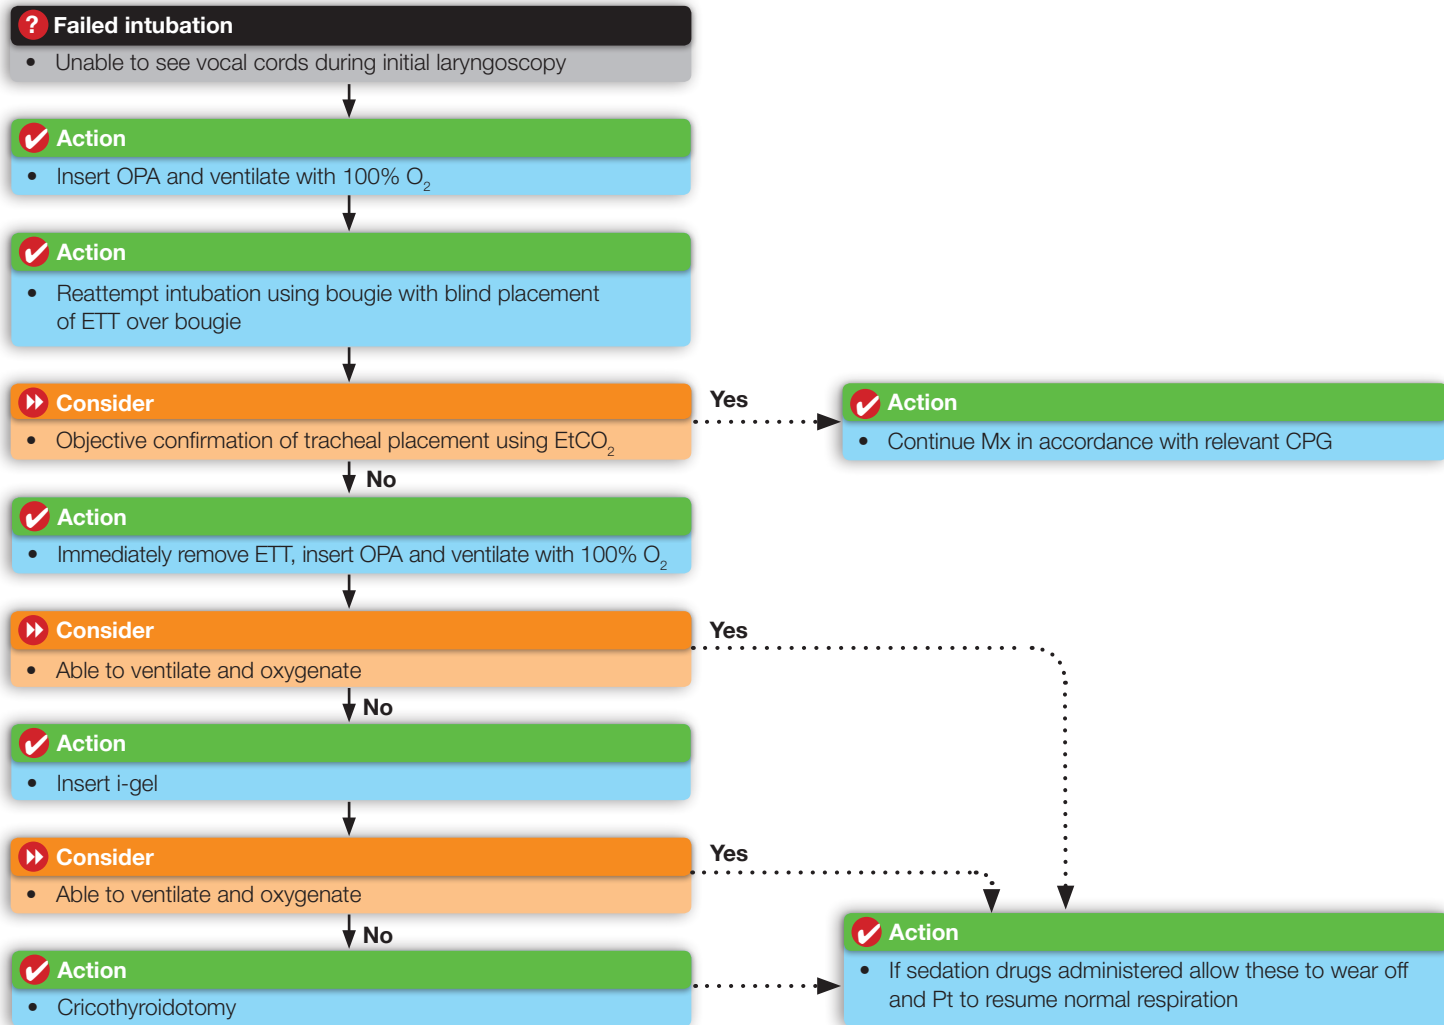 ? Failed intubation
• Unable to see vocal cords during initial laryngoscopy
Action
• Insert OPA and ventilate with 100% O₂
Action
• Reattempt intubation using bougie with blind placement
of ETT over bougie
Consider
• Objective confirmation of tracheal placement using EtCO₂
Yes
Action
• Continue Mx in accordance with relevant CPG
No
Action
• Immediately remove ETT, insert OPA and ventilate with 100% O₂
Consider
• Able to ventilate and oxygenate
Yes
No
Action
• Insert i-gel
Consider
• Able to ventilate and oxygenate
Yes
No
Action
• Cricothyroidotomy
Action
• If sedation drugs administered allow these to wear off
and Pt to resume normal respiration